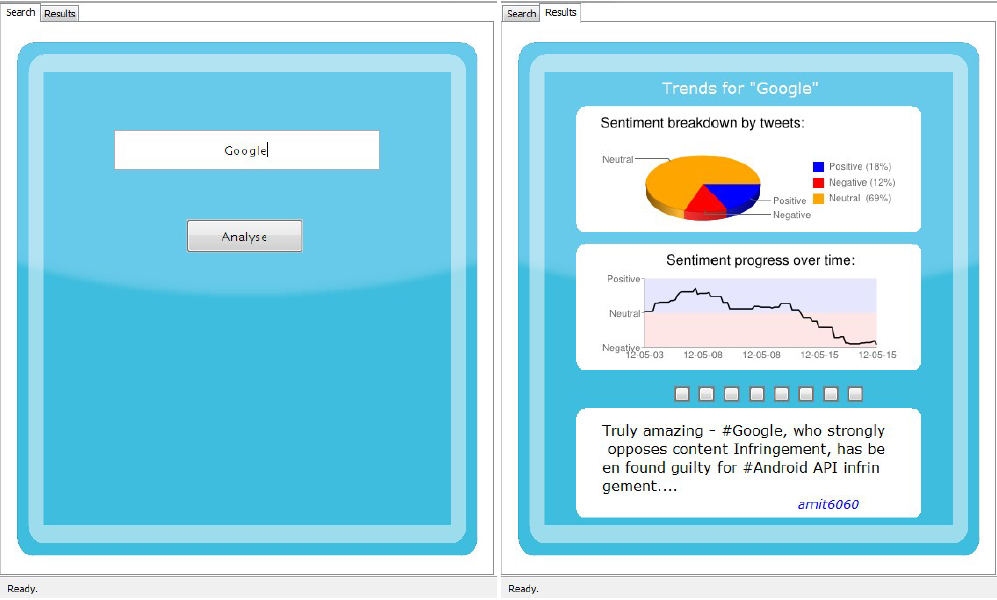 Search Results
Google
Analyse
Ready.
Search Results
Trends for "Google"
Sentiment breakdown by tweets:
Neutral
Positive
Negative
Positive (18%)
Negative (12%)
Neutral (69%)
Sentiment progress over time:
Positive
Neutral
Negative
12-05-03 12-05-08 12-05-08 12-05-15 12-05-15
Truly amazing - #Google, who strongly
opposes content Infringement, has be
en found guilty for #Android API infrin
gement....
amit6060
Ready.